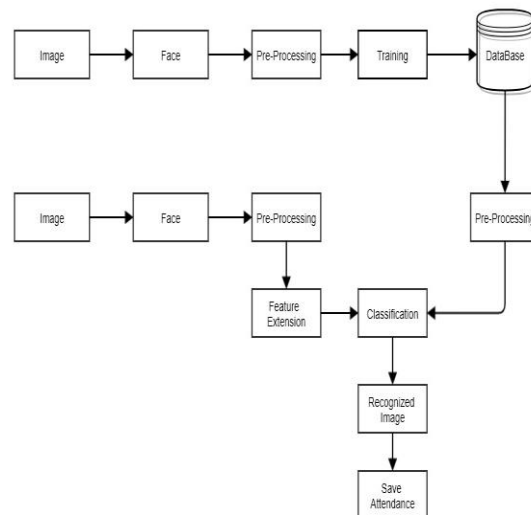 Image
Face
Pre-Processing
Training
DataBase
Image
Face
Pre-Processing
Pre-Processing
Feature
Extension
Classification
Recognized
Image
Save
Attendance